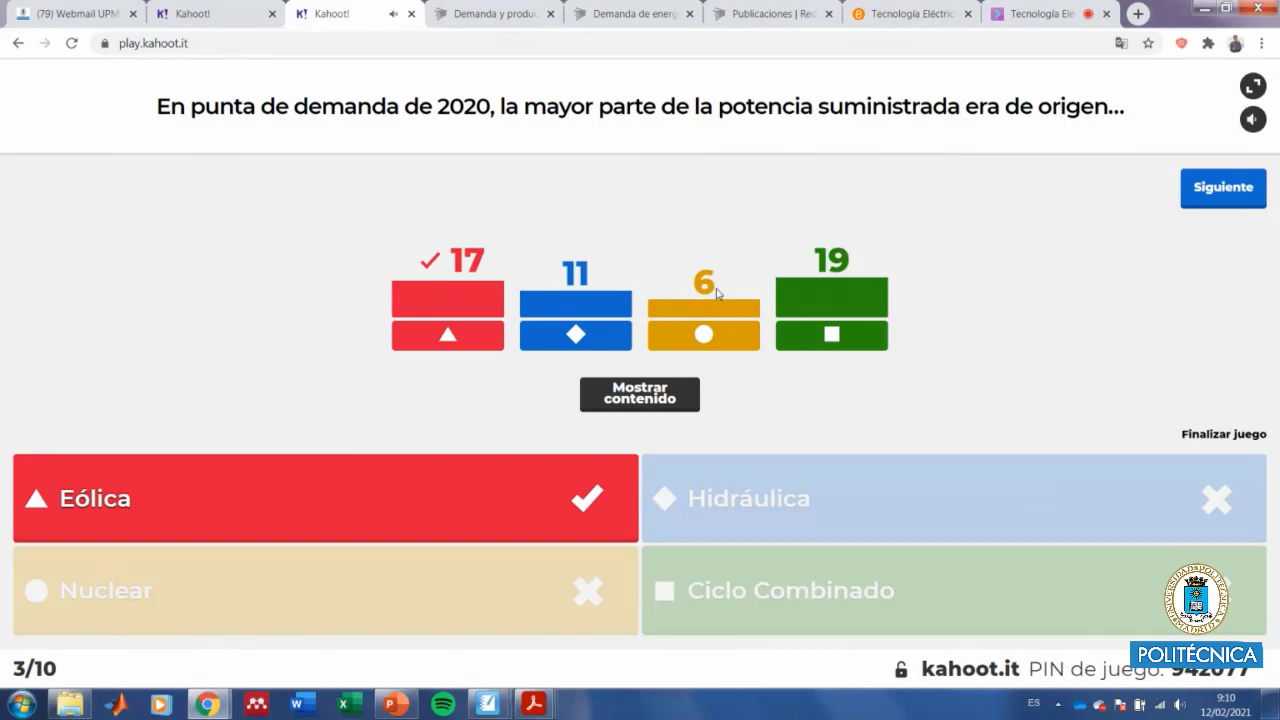 (79) Webmail UPM
Kahoot!
Kahoot!
Demanda y produc
Demanda de energ
Publicaciones | Red
Tecnología Eléctric
Tecnología Elé
play.kahoot.it
En punta de demanda de 2020, la mayor parte de la potencia suministrada era de origen...
Siguiente
17
11
6
19
Mostrar
contenido
Finalizar juego
Eólica
Hidráulica
Nuclear
Ciclo Combinado
POLITÉCNICA
3/10
kahoot.it PIN de juego: 942077
ES
9:10
12/02/2021